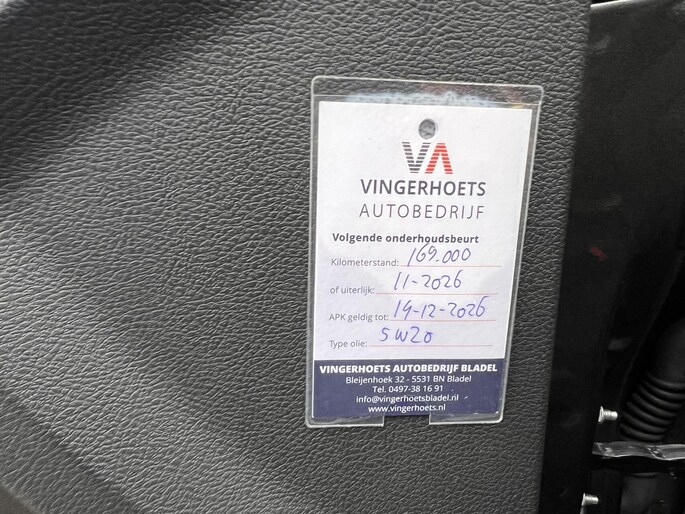 VA
VINGERHOETS
AUTOBEDRIJF
Volgende onderhoudsbeurt
Kilometerstand: 169.000
of uiterlijk: 11-2026
APK geldig tot: 19-12-2026
Type olie: 5W20
VINGERHOETS AUTOBEDRIJF BLADEL
Bleijenhoek 32 - 5531 BN Bladel
Tel. 0497-38 16 91
info@vingerhoetsbladel.nl
www.vingerhoets.nl